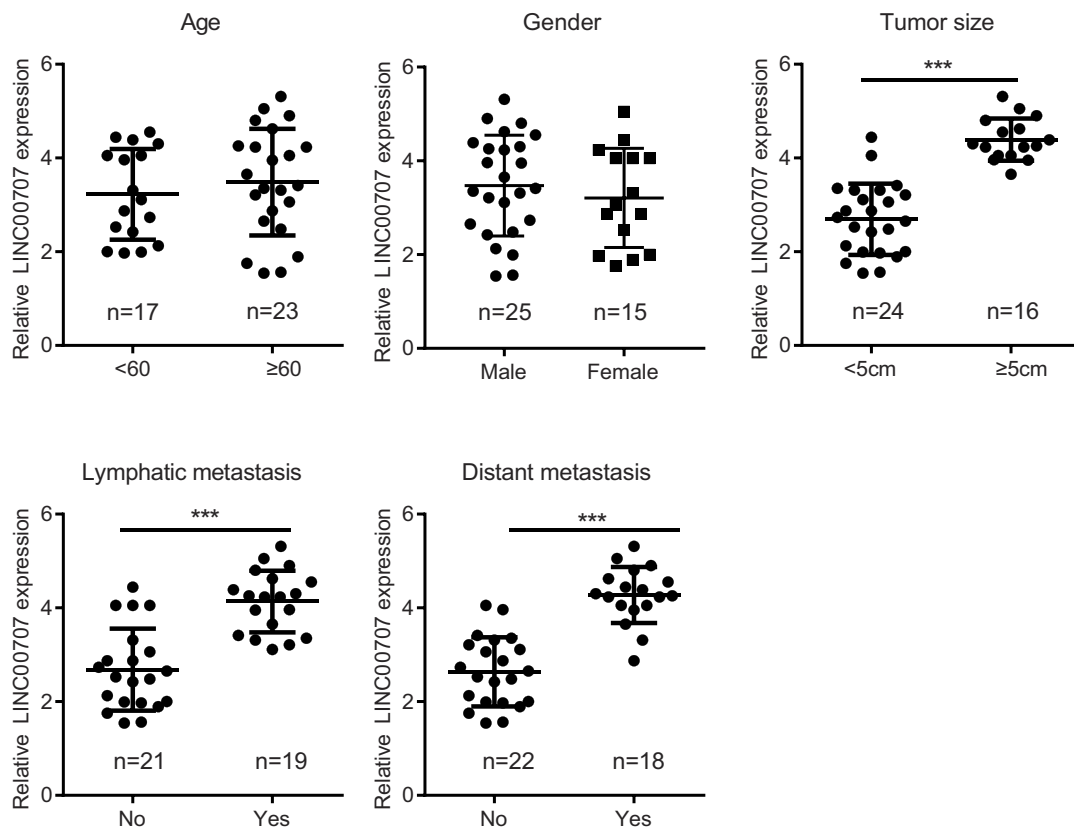 Age
Relative LINC00707 expression
6
4
2
0
n=17
n=23
<60
≥60
Gender
Relative LINC00707 expression
6
4
2
0
n=25
n=15
Male
Female
Tumor size
Relative LINC00707 expression
6
4
2
0
***
n=24
n=16
<5cm
≥5cm
Lymphatic metastasis
Relative LINC00707 expression
6
4
2
0
***
n=21
n=19
No
Yes
Distant metastasis
Relative LINC00707 expression
6
4
2
0
***
n=22
n=18
No
Yes